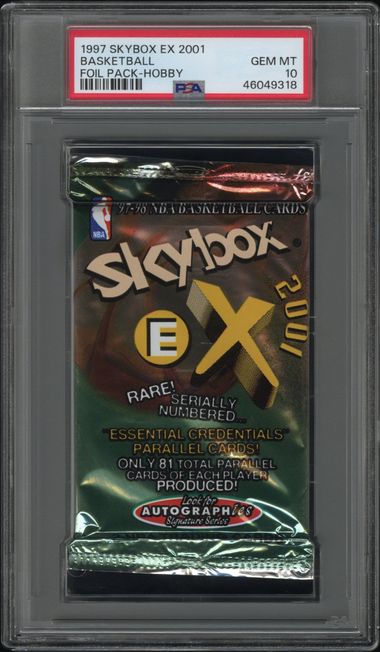 1997 SKYBOX EX 2001
BASKETBALL GEM MT
FOIL PACK-HOBBY 10
PSA 46049318
NBA
'97-'98 NBA BASKETBALL CARDS
SKYbox
E X 2001
RARE!
SERIALLY
NUMBERED...
"ESSENTIAL CREDENTIALS"
PARALLEL CARDS!
ONLY 81 TOTAL PARALLEL
CARDS OF EACH PLAYER
PRODUCED!
Look for
AUTOGRAPHics
Signature Series